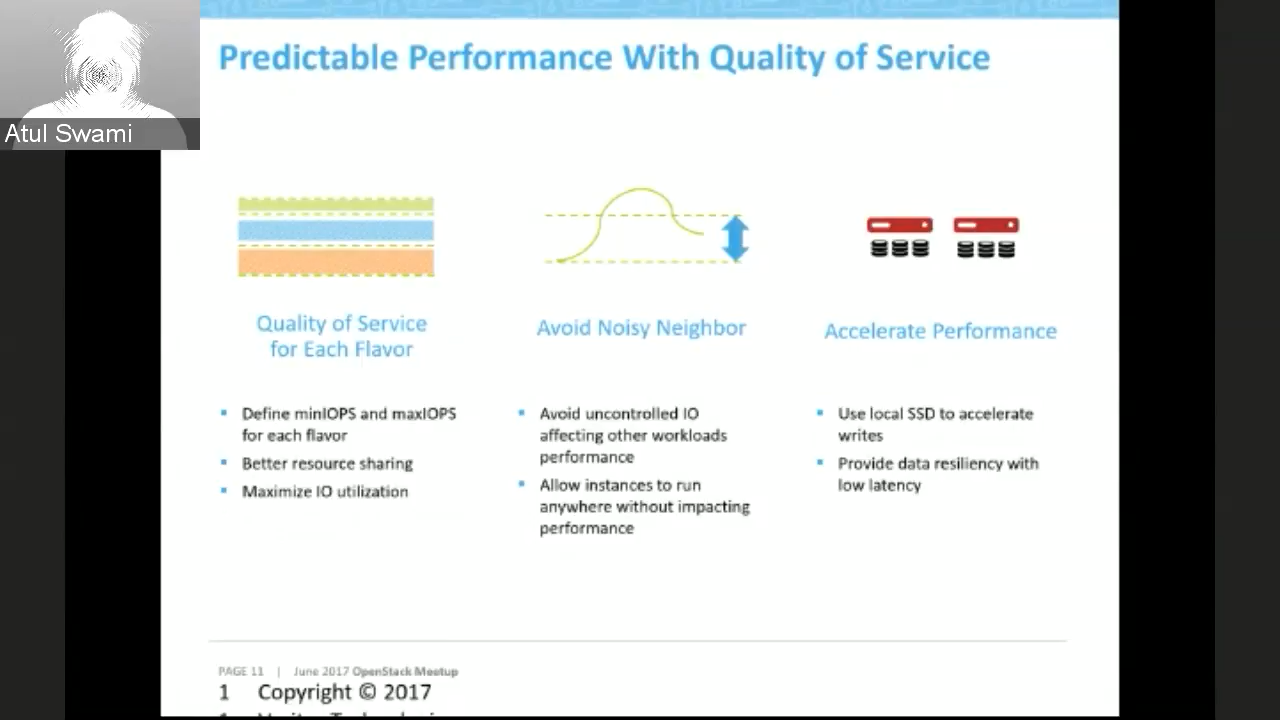 Predictable Performance With Quality of Service
Atul Swami
Quality of Service
for Each Flavor
▪ Define minIOPS and maxIOPS
for each flavor
▪ Better resource sharing
▪ Maximize IO utilization
Avoid Noisy Neighbor
▪ Avoid uncontrolled IO
affecting other workloads
performance
▪ Allow instances to run
anywhere without impacting
performance
Accelerate Performance
▪ Use local SSD to accelerate
writes
▪ Provide data resiliency with
low latency
PAGE 11 | June 2017 OpenStack Meetup
1 Copyright © 2017